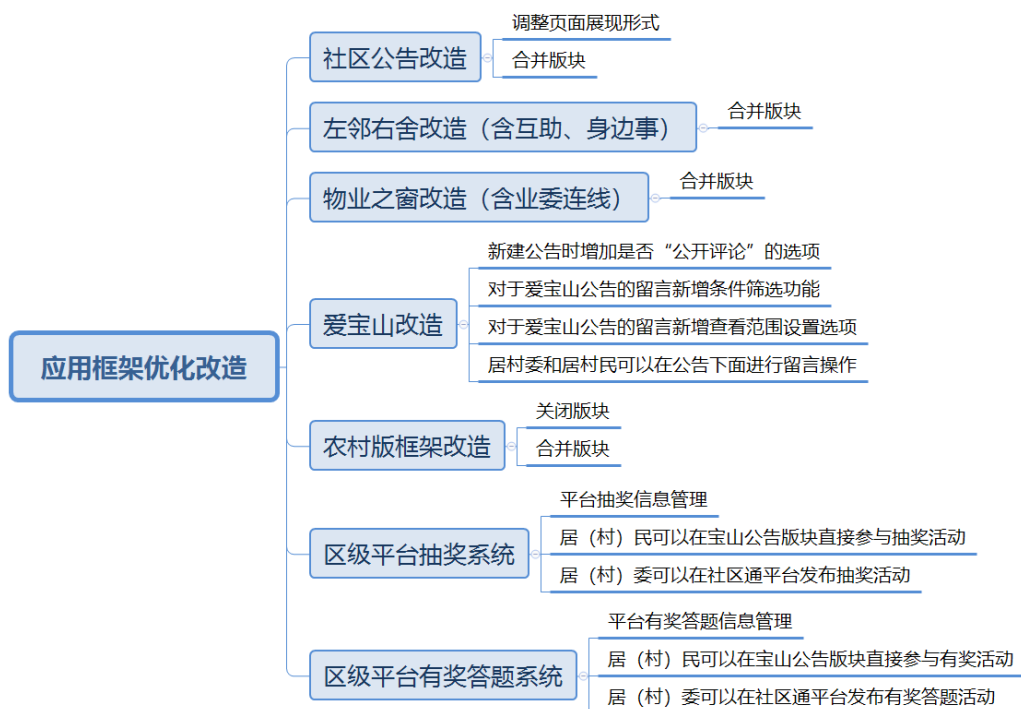 应用框架优化改造
社区公告改造
调整页面展现形式
合并版块
左邻右舍改造（含互助、身边事）
合并版块
物业之窗改造（含业委连线）
合并版块
爱宝山改造
新建公告时增加是否“公开评论”的选项
对于爱宝山公告的留言新增条件筛选功能
对于爱宝山公告的留言新增查看范围设置选项
居村委和居村民可以在公告下面进行留言操作
农村版框架改造
关闭版块
合并版块
区级平台抽奖系统
平台抽奖信息管理
居（村）民可以在宝山公告版块直接参与抽奖活动
居（村）委可以在社区通平台发布抽奖活动
区级平台有奖答题系统
平台有奖答题信息管理
居（村）民可以在宝山公告版块直接参与有奖活动
居（村）委可以在社区通平台发布有奖答题活动